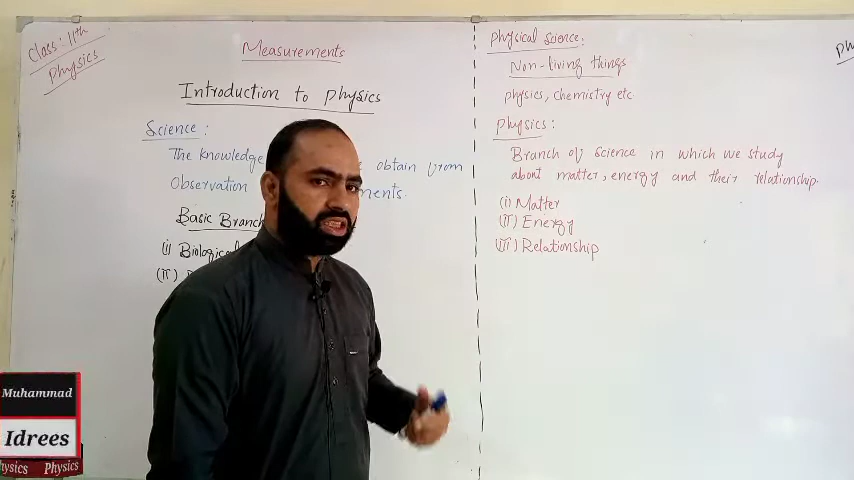 Class: 11th
Physics
Measurements
Introduction to physics
Science:
The knowledge obtain from
Observation
Basic Branch
(i) Biological
(ii)
Physical Science:
Non-living things
physics, chemistry etc
Physics:
Branch of science in which we study
about matter, energy and their relationship.
(i) Matter
(ii) Energy
(iii) Relationship
Ph
Muhammad
Idrees
hysics Physics